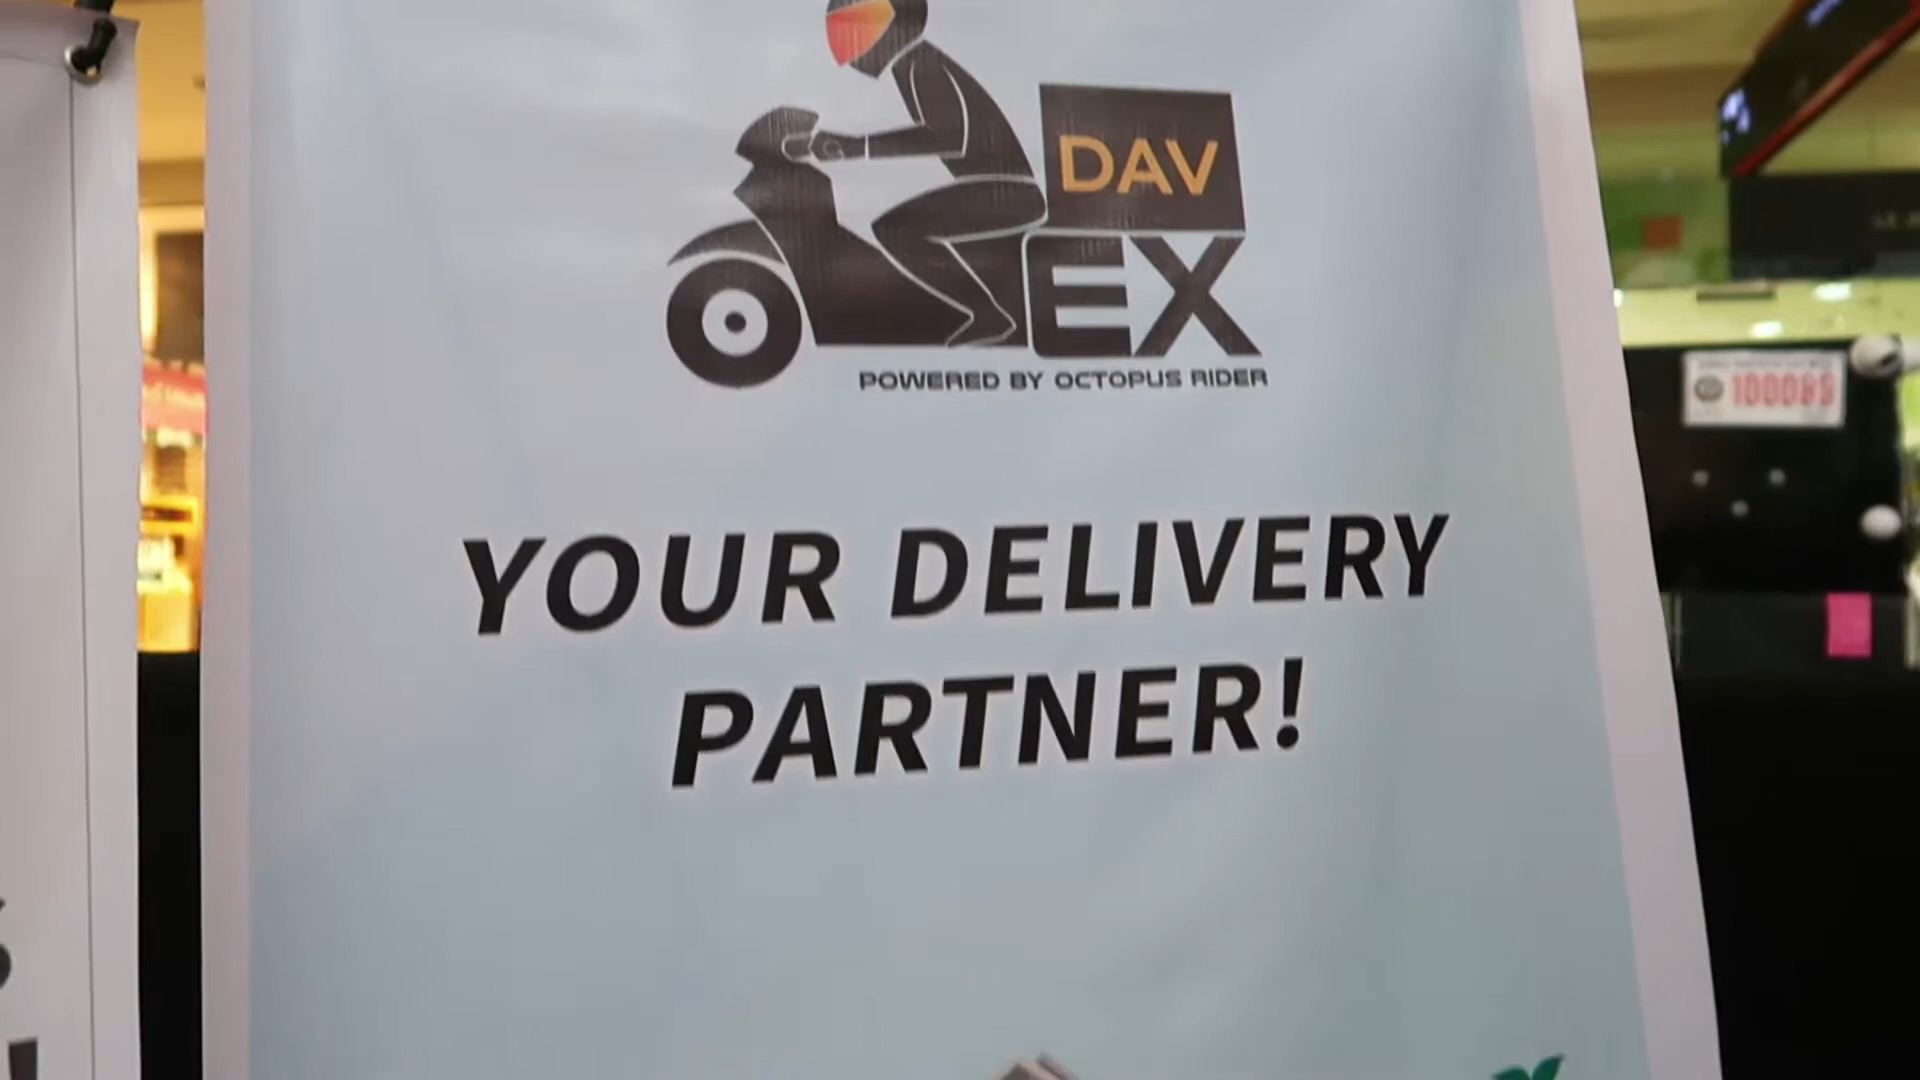 DAV
EX
POWERED BY OCTOPUS RIDER
YOUR DELIVERY
PARTNER!